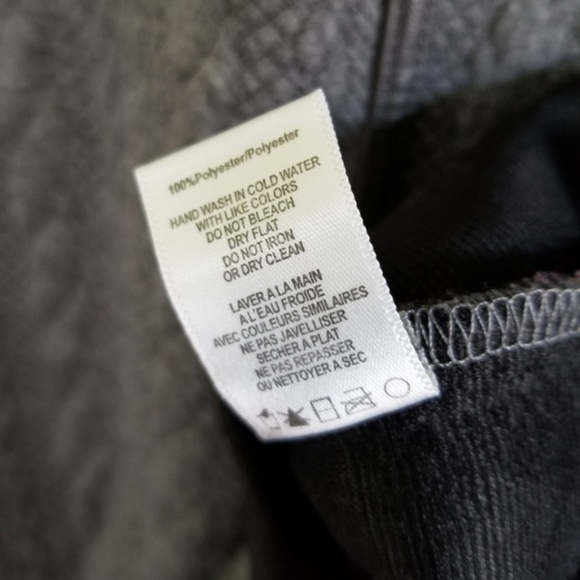 100%Polyester/Polyester
HAND WASH IN COLD WATER
WITH LIKE COLORS
DO NOT BLEACH
DRY FLAT
DO NOT IRON
OR DRY CLEAN
LAVER A LA MAIN
A L'EAU FROIDE
AVEC COULEURS SIMILAIRES
NE PAS JAVELLISER
SECHER A PLAT
NE PAS REPASSER
OU NETTOYER A SEC